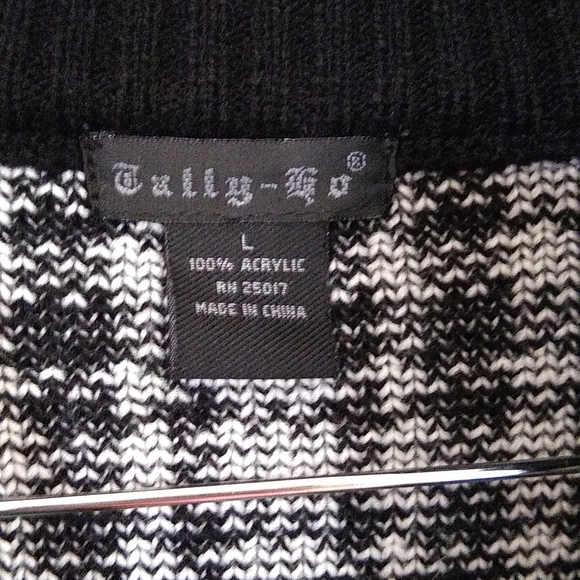 Tally-Ho®
L
100% ACRYLIC
RN 25017
MADE IN CHINA